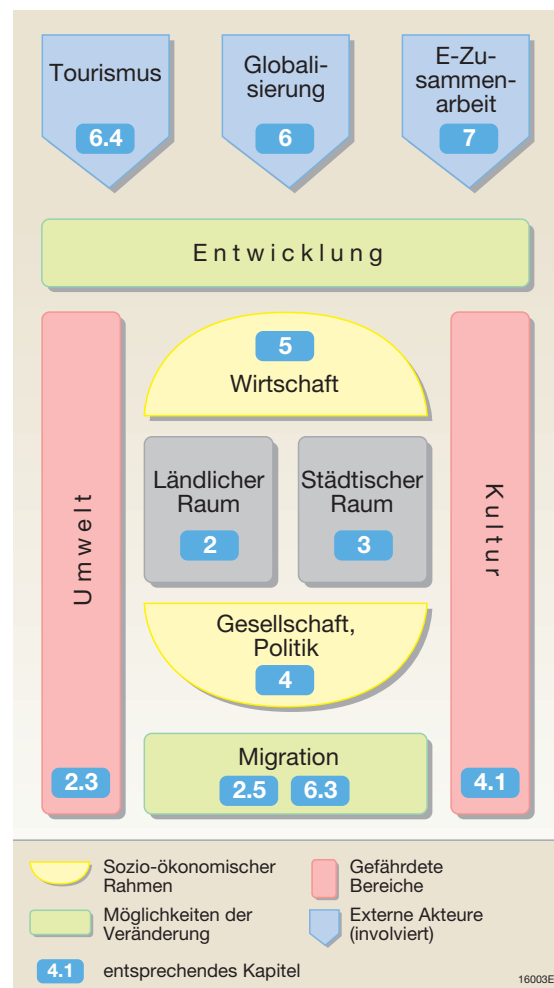 Tourismus
6.4
Globali-
sierung
6
E-Zu-
sammen-
arbeit
7
Entwicklung
Umwelt
2.3
5
Wirtschaft
Ländlicher
Raum
2
Städtischer
Raum
3
Gesellschaft,
Politik
4
Migration
2.5 6.3
Kultur
4.1
Sozio-ökonomischer
Rahmen
Gefährdete
Bereiche
Möglichkeiten der
Veränderung
Externe Akteure
(involviert)
4.1 entsprechendes Kapitel
16003E